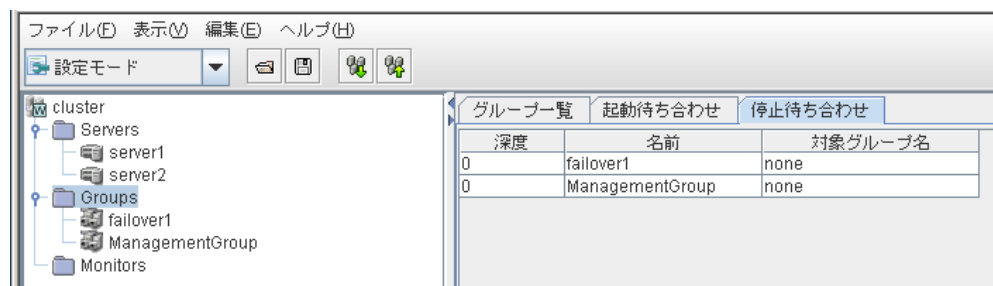 ファイル(F) 表示(V) 編集(E) ヘルプ(H)
設定モード
cluster
Servers
server1
server2
Groups
failover1
ManagementGroup
Monitors
グループ一覧 起動待ち合わせ 停止待ち合わせ
深度 名前 対象グループ名
0 failover1 none
0 ManagementGroup none